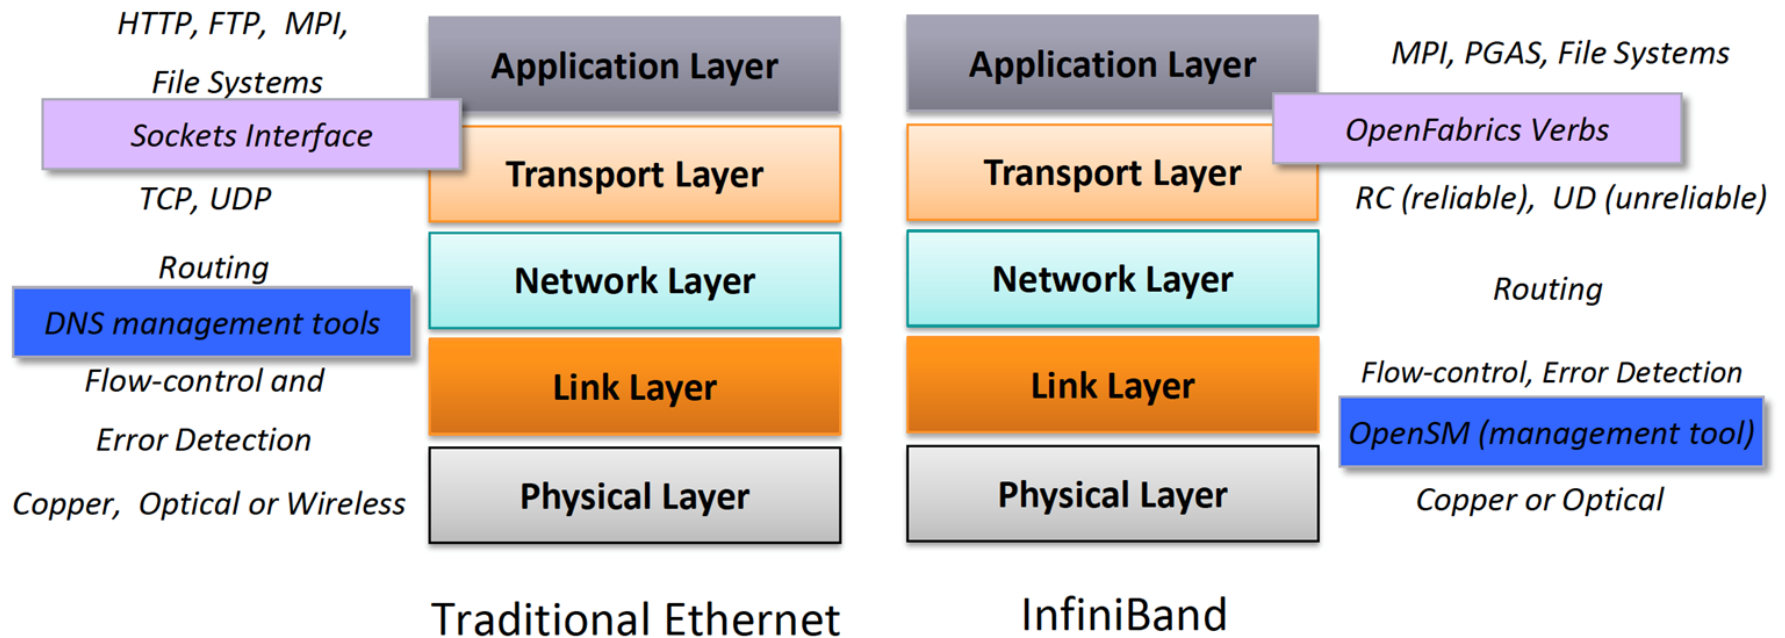 HTTP, FTP, MPI,
File Systems
Sockets Interface
TCP, UDP
Routing
DNS management tools
Flow-control and
Error Detection
Copper, Optical or Wireless
Application Layer
Transport Layer
Network Layer
Link Layer
Physical Layer
Traditional Ethernet
Application Layer
Transport Layer
Network Layer
Link Layer
Physical Layer
InfiniBand
MPI, PGAS, File Systems
OpenFabrics Verbs
RC (reliable), UD (unreliable)
Routing
Flow-control, Error Detection
OpenSM (management tool)
Copper or Optical